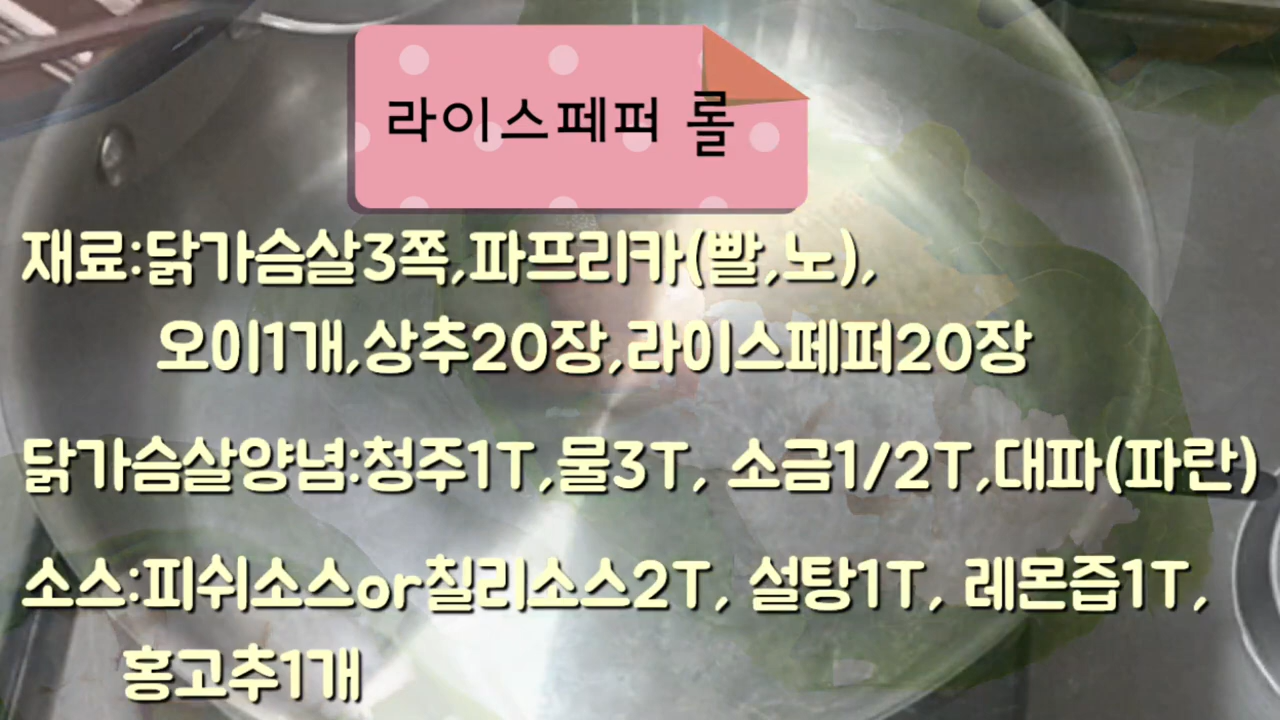 라이스페퍼 롤
재료:닭가슴살3쪽,파프리카(빨,노),
오이1개,상추20장,라이스페퍼20장
닭가슴살양념:청주1T,물3T, 소금1/2T,대파(파란)
소스:피쉬소스or칠리소스2T, 설탕1T, 레몬즙1T,
홍고추1개